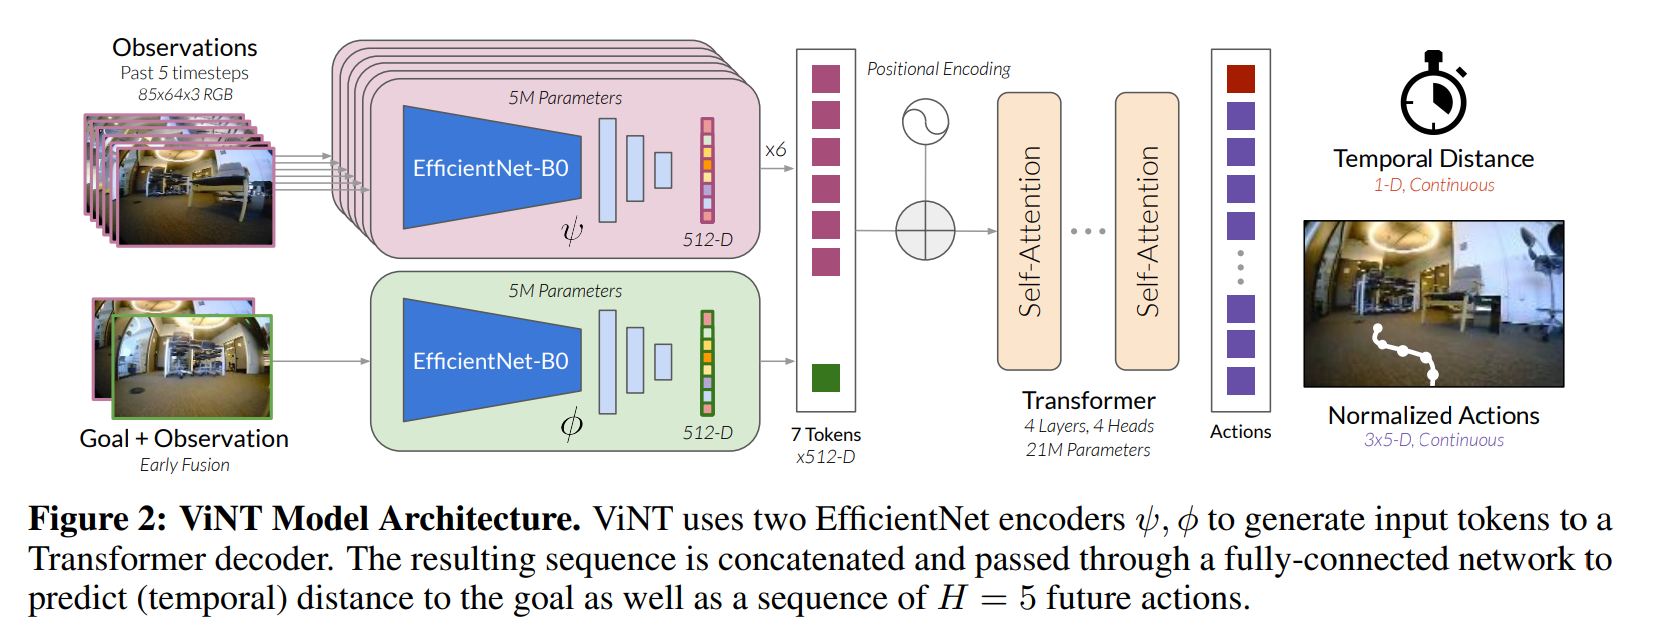 Observations
Past 5 timesteps
85x64x3 RGB
5M Parameters
EfficientNet-B0
ψ
512-D
x6
Goal + Observation
Early Fusion
5M Parameters
EfficientNet-B0
ϕ
512-D
7 Tokens
x512-D
Positional Encoding
Self-Attention
Self-Attention
Transformer
4 Layers, 4 Heads
21M Parameters
Actions
Temporal Distance
1-D, Continuous
Normalized Actions
3x5-D, Continuous
Figure 2: ViNT Model Architecture. ViNT uses two EfficientNet encoders ψ, ϕ to generate input tokens to a
Transformer decoder. The resulting sequence is concatenated and passed through a fully-connected network to
predict (temporal) distance to the goal as well as a sequence of H = 5 future actions.